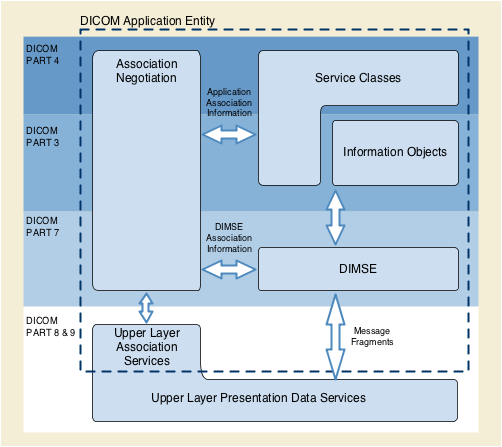 DICOM Application Entity
DICOM
PART 4
Association
Negotiation
Service Classes
Application
Association
Information
DICOM
PART 3
Information Objects
DICOM
PART 7
DIMSE
Association
Information
DIMSE
DICOM
PART 8 & 9
Upper Layer
Association
Services
Message
Fragments
Upper Layer Presentation Data Services